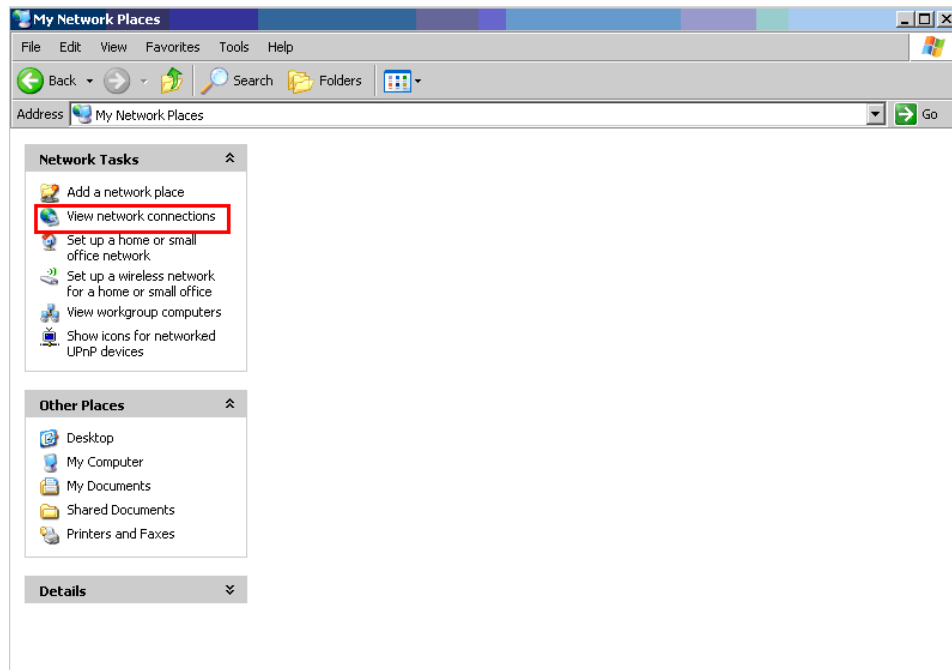 My Network Places
File Edit View Favorites Tools Help
Back Search Folders
Address My Network Places Go
Network Tasks
Add a network place
View network connections
Set up a home or small
office network
Set up a wireless network
for a home or small office
View workgroup computers
Show icons for networked
UPnP devices
Other Places
Desktop
My Computer
My Documents
Shared Documents
Printers and Faxes
Details